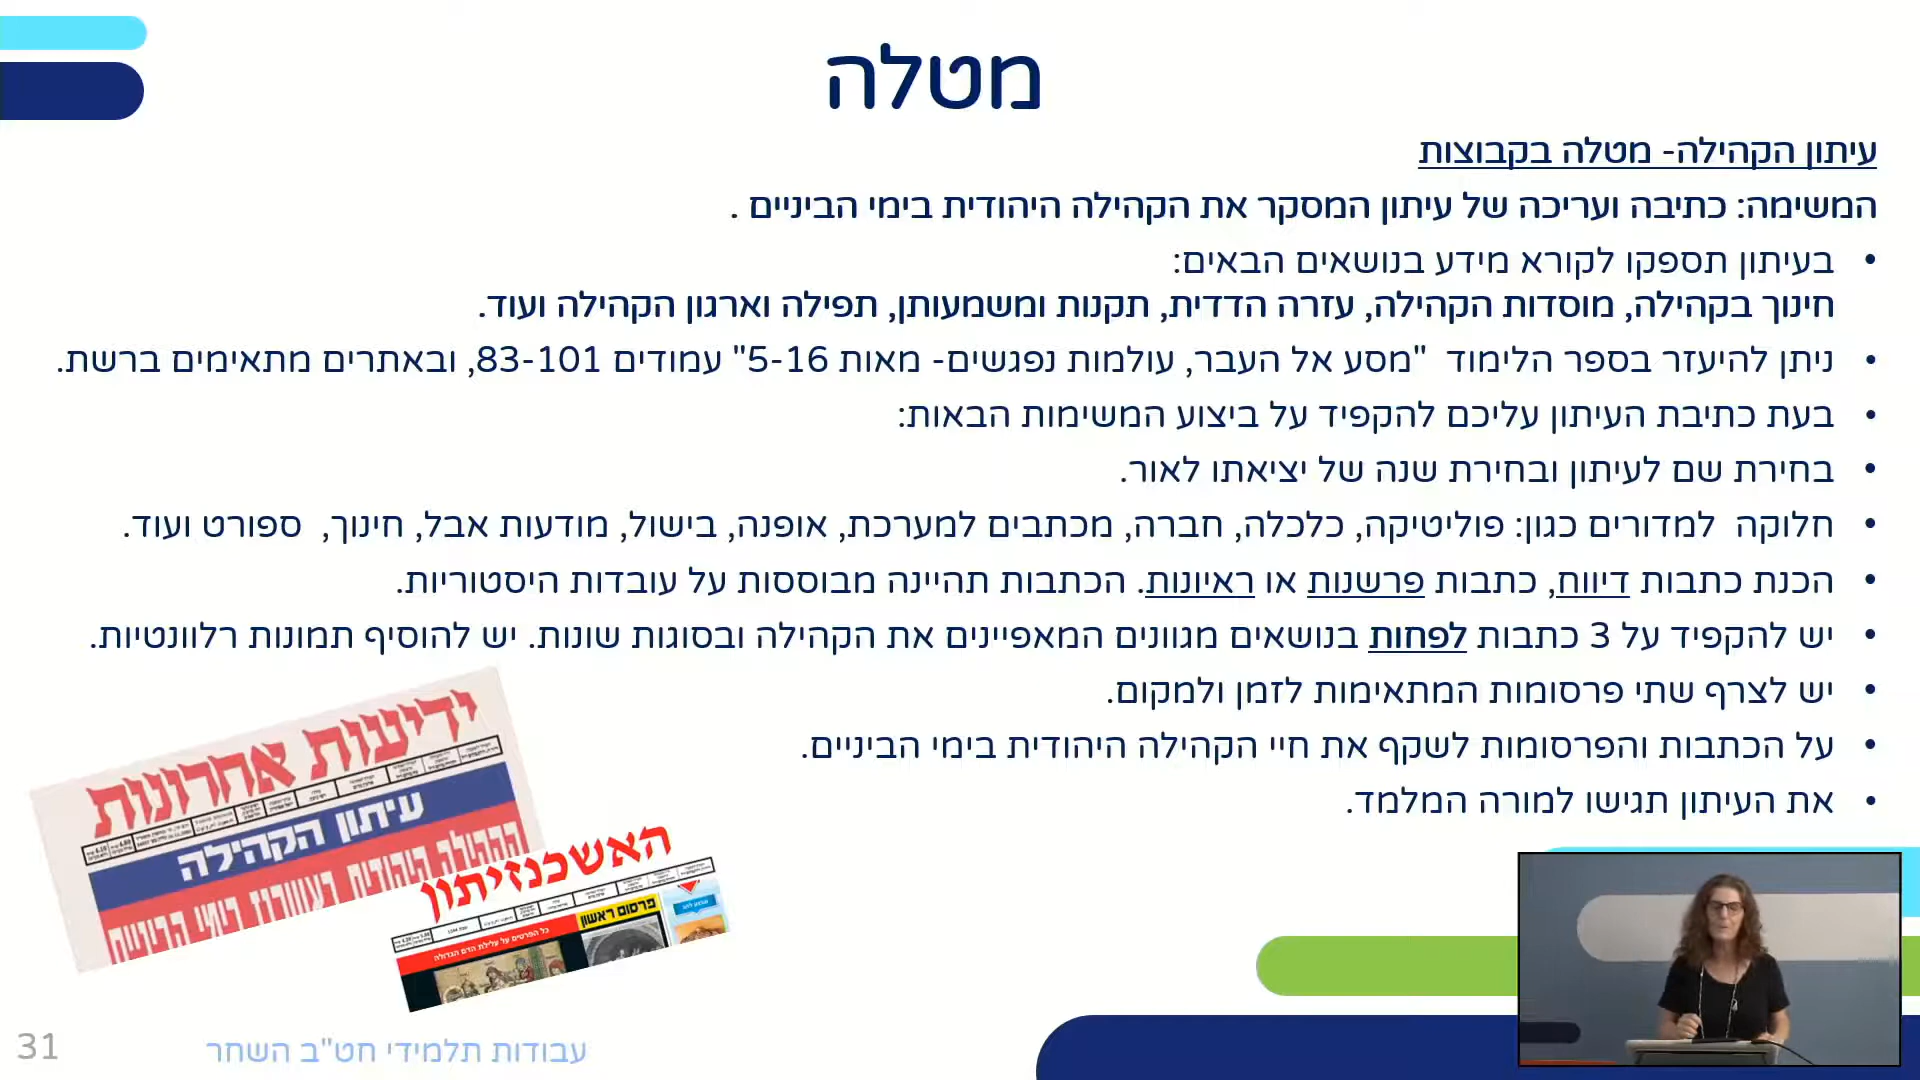 מטלה
עיתון הקהילה- מטלה בקבוצות
המשימה: כתיבה ועריכה של עיתון המסקר את הקהילה היהודית בימי הביניים .
• בעיתון תספקו לקורא מידע בנושאים הבאים:
חינוך בקהילה, מוסדות הקהילה, עזרה הדדית, תקנות ומשמעותן, תפילה וארגון הקהילה ועוד.
• ניתן להיעזר בספר הלימוד "מסע אל העבר, עולמות נפגשים- מאות 5-16" עמודים 83-101, ובאתרים מתאימים ברשת.
• בעת כתיבת העיתון עליכם להקפיד על ביצוע המשימות הבאות:
• בחירת שם לעיתון ובחירת שנה של יציאתו לאור.
• חלוקה למדורים כגון: פוליטיקה, כלכלה, חברה, מכתבים למערכת, אופנה, בישול, מודעות אבל, חינוך, ספורט ועוד.
• הכנת כתבות דיווח, כתבות פרשנות או ראיונות. הכתבות תהיינה מבוססות על עובדות היסטוריות.
• יש להקפיד על 3 כתבות לפחות בנושאים מגוונים המאפיינים את הקהילה ובסוגות שונות. יש להוסיף תמונות רלוונטיות.
• יש לצרף שתי פרסומות המתאימות לזמן ולמקום.
• על הכתבות והפרסומות לשקף את חיי הקהילה היהודית בימי הביניים.
• את העיתון תגישו למורה המלמד.
ידיעות אחרונות
עיתון הקהילה
האשכנזיתון
פרסום ראשון
כל הפרטים על עלילת הדם הגדולה
עבודות תלמידי חט"ב השחר
31